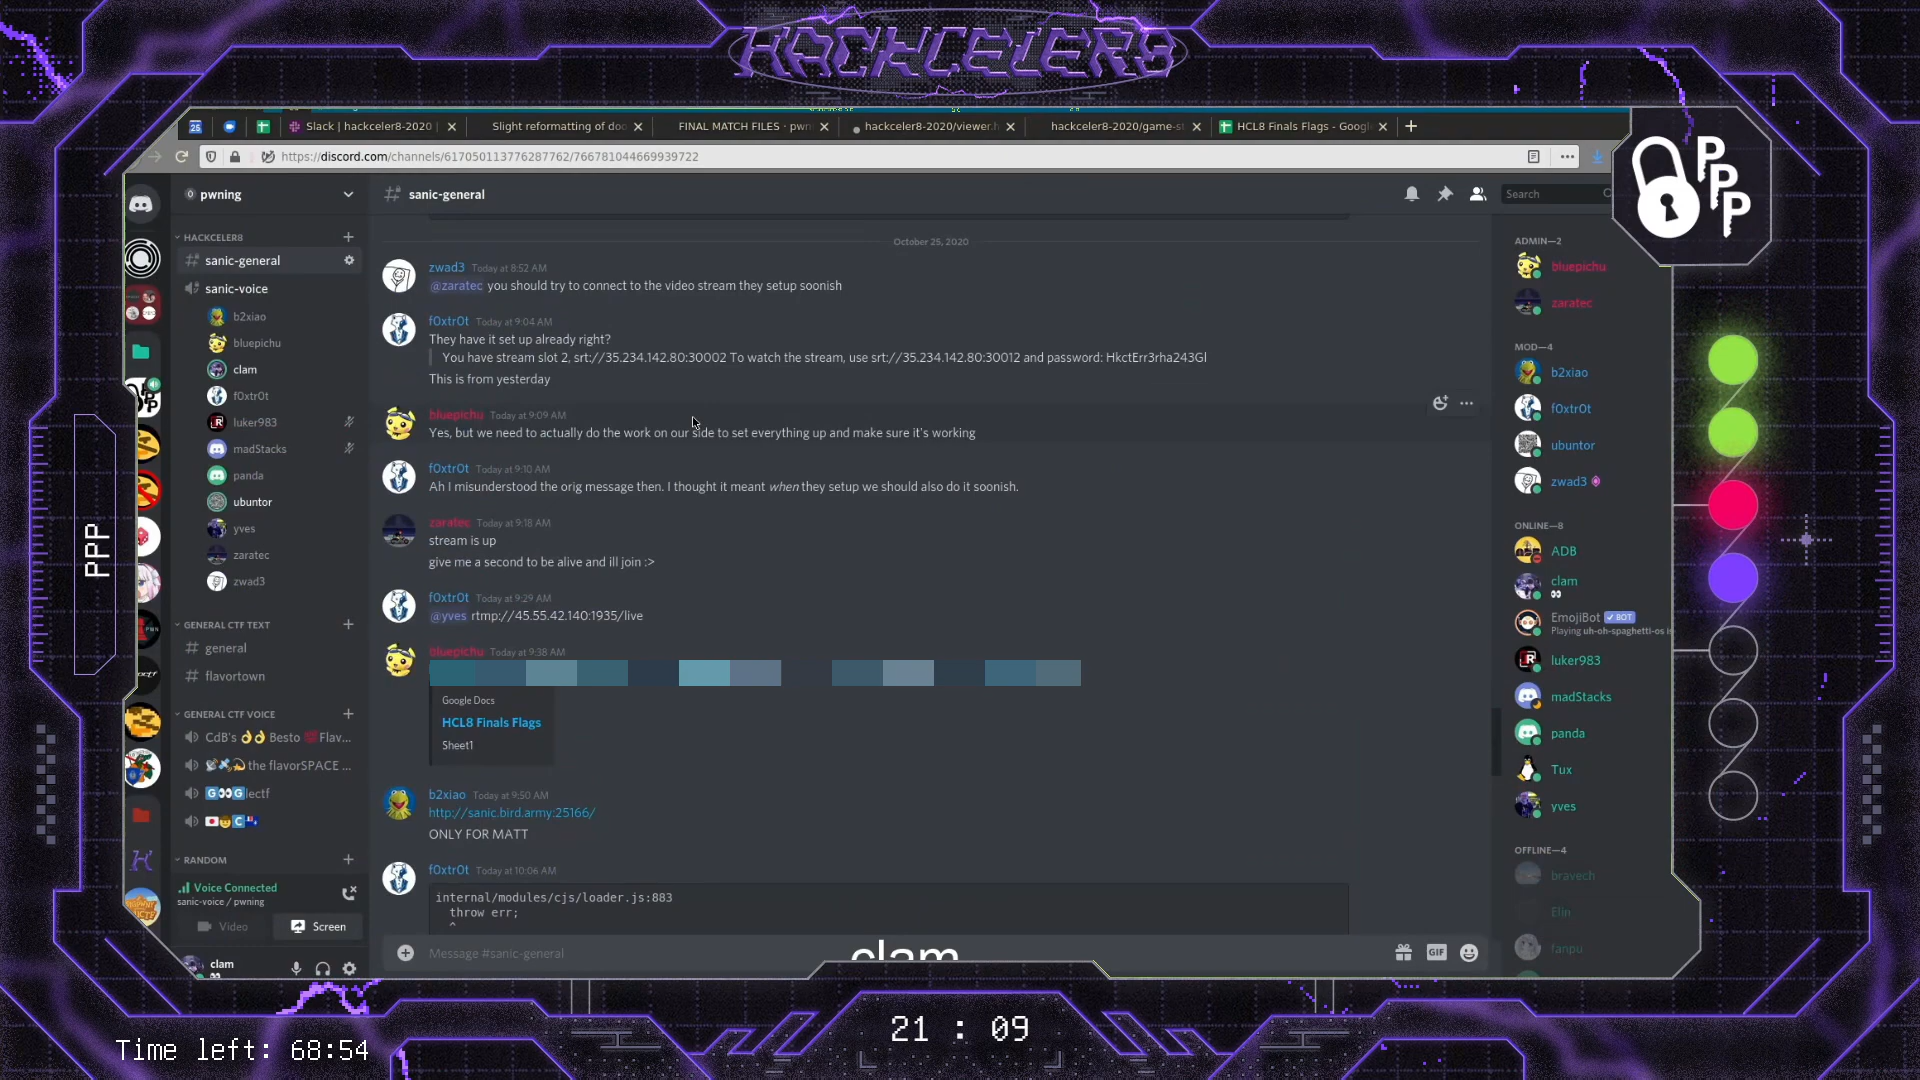 HACKCELER8
Slack | hackceler8-2020 |
Slight reformatting of doo
FINAL MATCH FILES · pwn
hackceler8-2020/viewer.h
hackceler8-2020/game-st
HCL8 Finals Flags - Googl
https://discord.com/channels/617050113776287762/766781044669939722
PPP
pwning
sanic-general
Search
HACKCELER8
sanic-general
sanic-voice
b2xiao
bluepichu
clam
f0xtr0t
luker983
madStacks
panda
ubuntor
yves
zaratec
zwad3
GENERAL CTF TEXT
general
flavortown
GENERAL CTF VOICE
CdB's 👌👌 Besto Flav...
the flavorSPACE ...
G👀G lectf
RANDOM
Voice Connected
sanic-voice / pwning
Video
Screen
clam
October 25, 2020
zwad3 Today at 8:52 AM
@zaratec you should try to connect to the video stream they setup soonish
f0xtr0t Today at 9:04 AM
They have it set up already right?
You have stream slot 2, srt://35.234.142.80:30002 To watch the stream, use srt://35.234.142.80:30012 and password: HkctErr3rha243Gl
This is from yesterday
bluepichu Today at 9:09 AM
Yes, but we need to actually do the work on our side to set everything up and make sure it's working
f0xtr0t Today at 9:10 AM
Ah I misunderstood the orig message then. I thought it meant when they setup we should also do it soonish.
zaratec Today at 9:18 AM
stream is up
give me a second to be alive and ill join :>
f0xtr0t Today at 9:29 AM
@yves rtmp://45.55.42.140:1935/live
bluepichu Today at 9:38 AM
Google Docs
HCL8 Finals Flags
Sheet1
b2xiao Today at 9:50 AM
http://sanic.bird.army:25166/
ONLY FOR MATT
f0xtr0t Today at 10:06 AM
internal/modules/cjs/loader.js:883
throw err;
^
Message #sanic-general
GIF
clam
ADMIN—2
bluepichu
zaratec
MOD—4
b2xiao
f0xtr0t
ubuntor
zwad3
ONLINE—8
ADB
clam
EmojiBot ✓ BOT
Playing uh-oh-spaghetti-os i
luker983
madStacks
panda
Tux
yves
OFFLINE—4
bravech
Elin
fanpu
PPP
Time left: 68:54
21 : 09